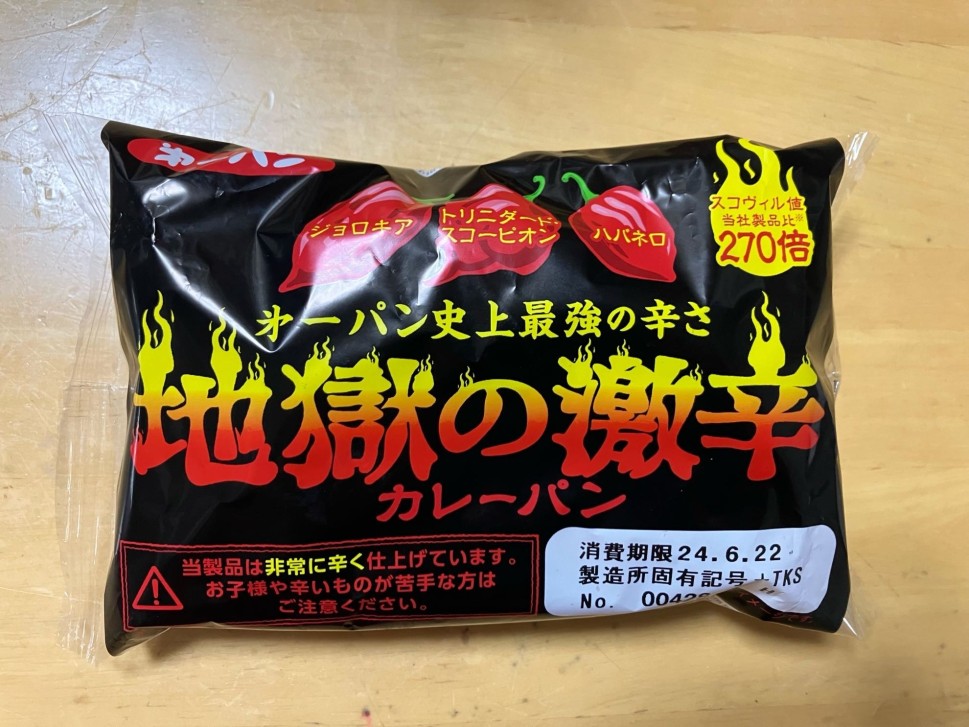 第一パン
ジョロキア
トリニダード・
スコーピオン
ハバネロ
スコヴィル値
当社製品比※
270倍
第一パン史上最強の辛さ
地獄の激辛
カレーパン
当製品は非常に辛く仕上げています。
お子様や辛いものが苦手な方は
ご注意ください。
消費期限24.6.22
製造所固有記号 +TKS
No. 0042